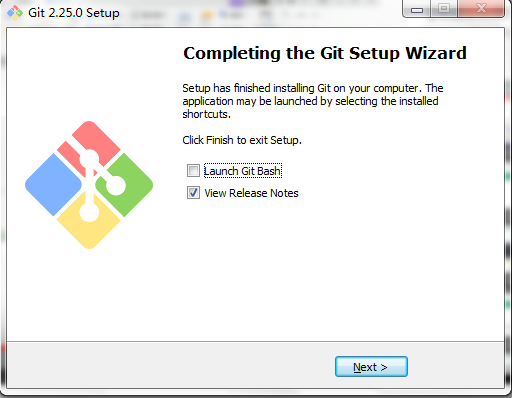 Git 2.25.0 Setup
Completing the Git Setup Wizard
Setup has finished installing Git on your computer. The
application may be launched by selecting the installed
shortcuts.
Click Finish to exit Setup.
Launch Git Bash
View Release Notes
Next >